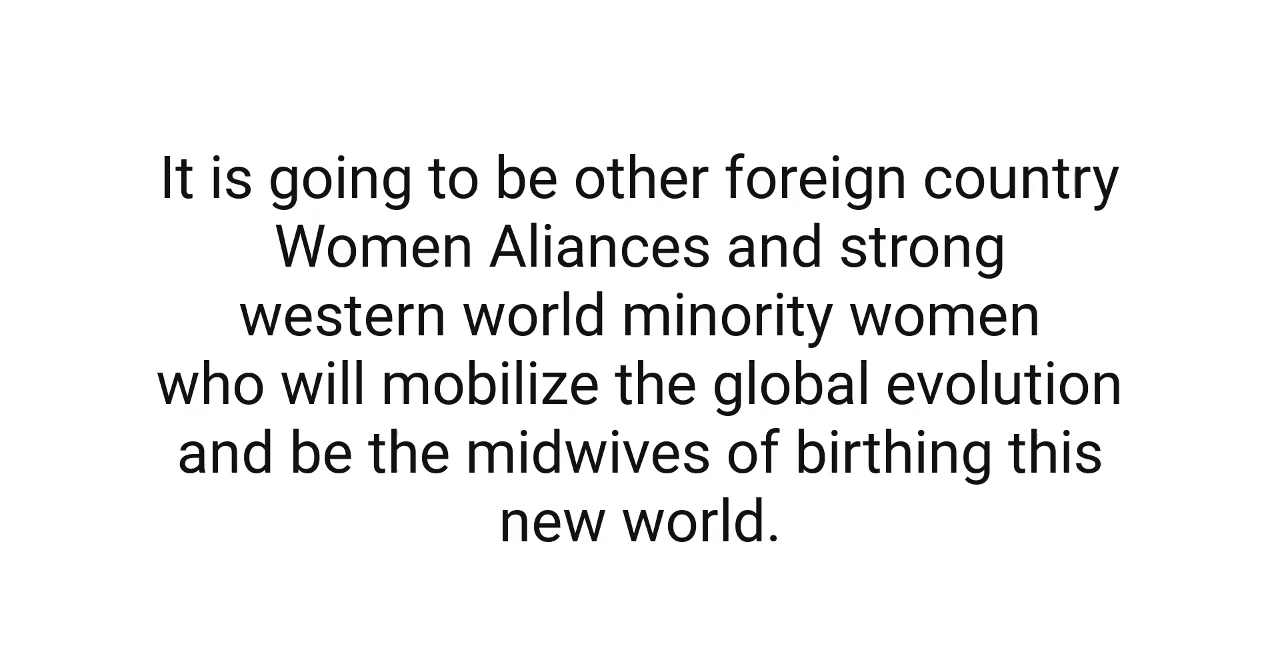 It is going to be other foreign country
Women Aliances and strong
western world minority women
who will mobilize the global evolution
and be the midwives of birthing this
new world.